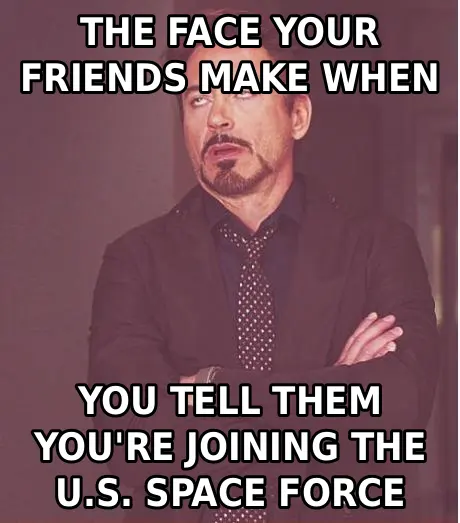 THE FACE YOUR
FRIENDS MAKE WHEN
YOU TELL THEM
YOU'RE JOINING THE
U.S. SPACE FORCE